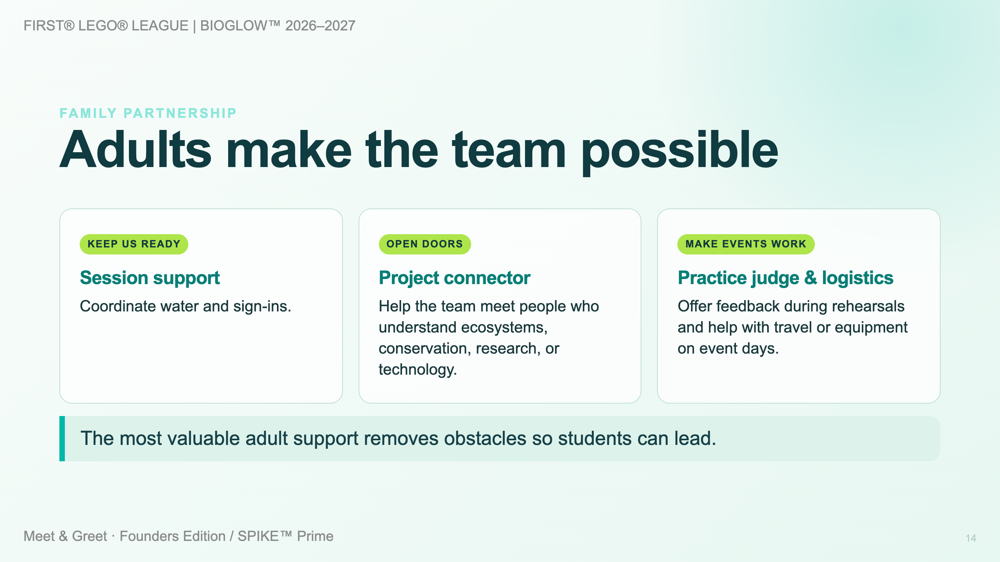 FIRST® LEGO® LEAGUE | BIOGLOW™ 2026–2027
FAMILY PARTNERSHIP
Adults make the team possible
KEEP US READY
Session support
Coordinate water and sign-ins.
OPEN DOORS
Project connector
Help the team meet people who
understand ecosystems,
conservation, research, or
technology.
MAKE EVENTS WORK
Practice judge & logistics
Offer feedback during rehearsals
and help with travel or equipment
on event days.
The most valuable adult support removes obstacles so students can lead.
Meet & Greet · Founders Edition / SPIKE™ Prime
14